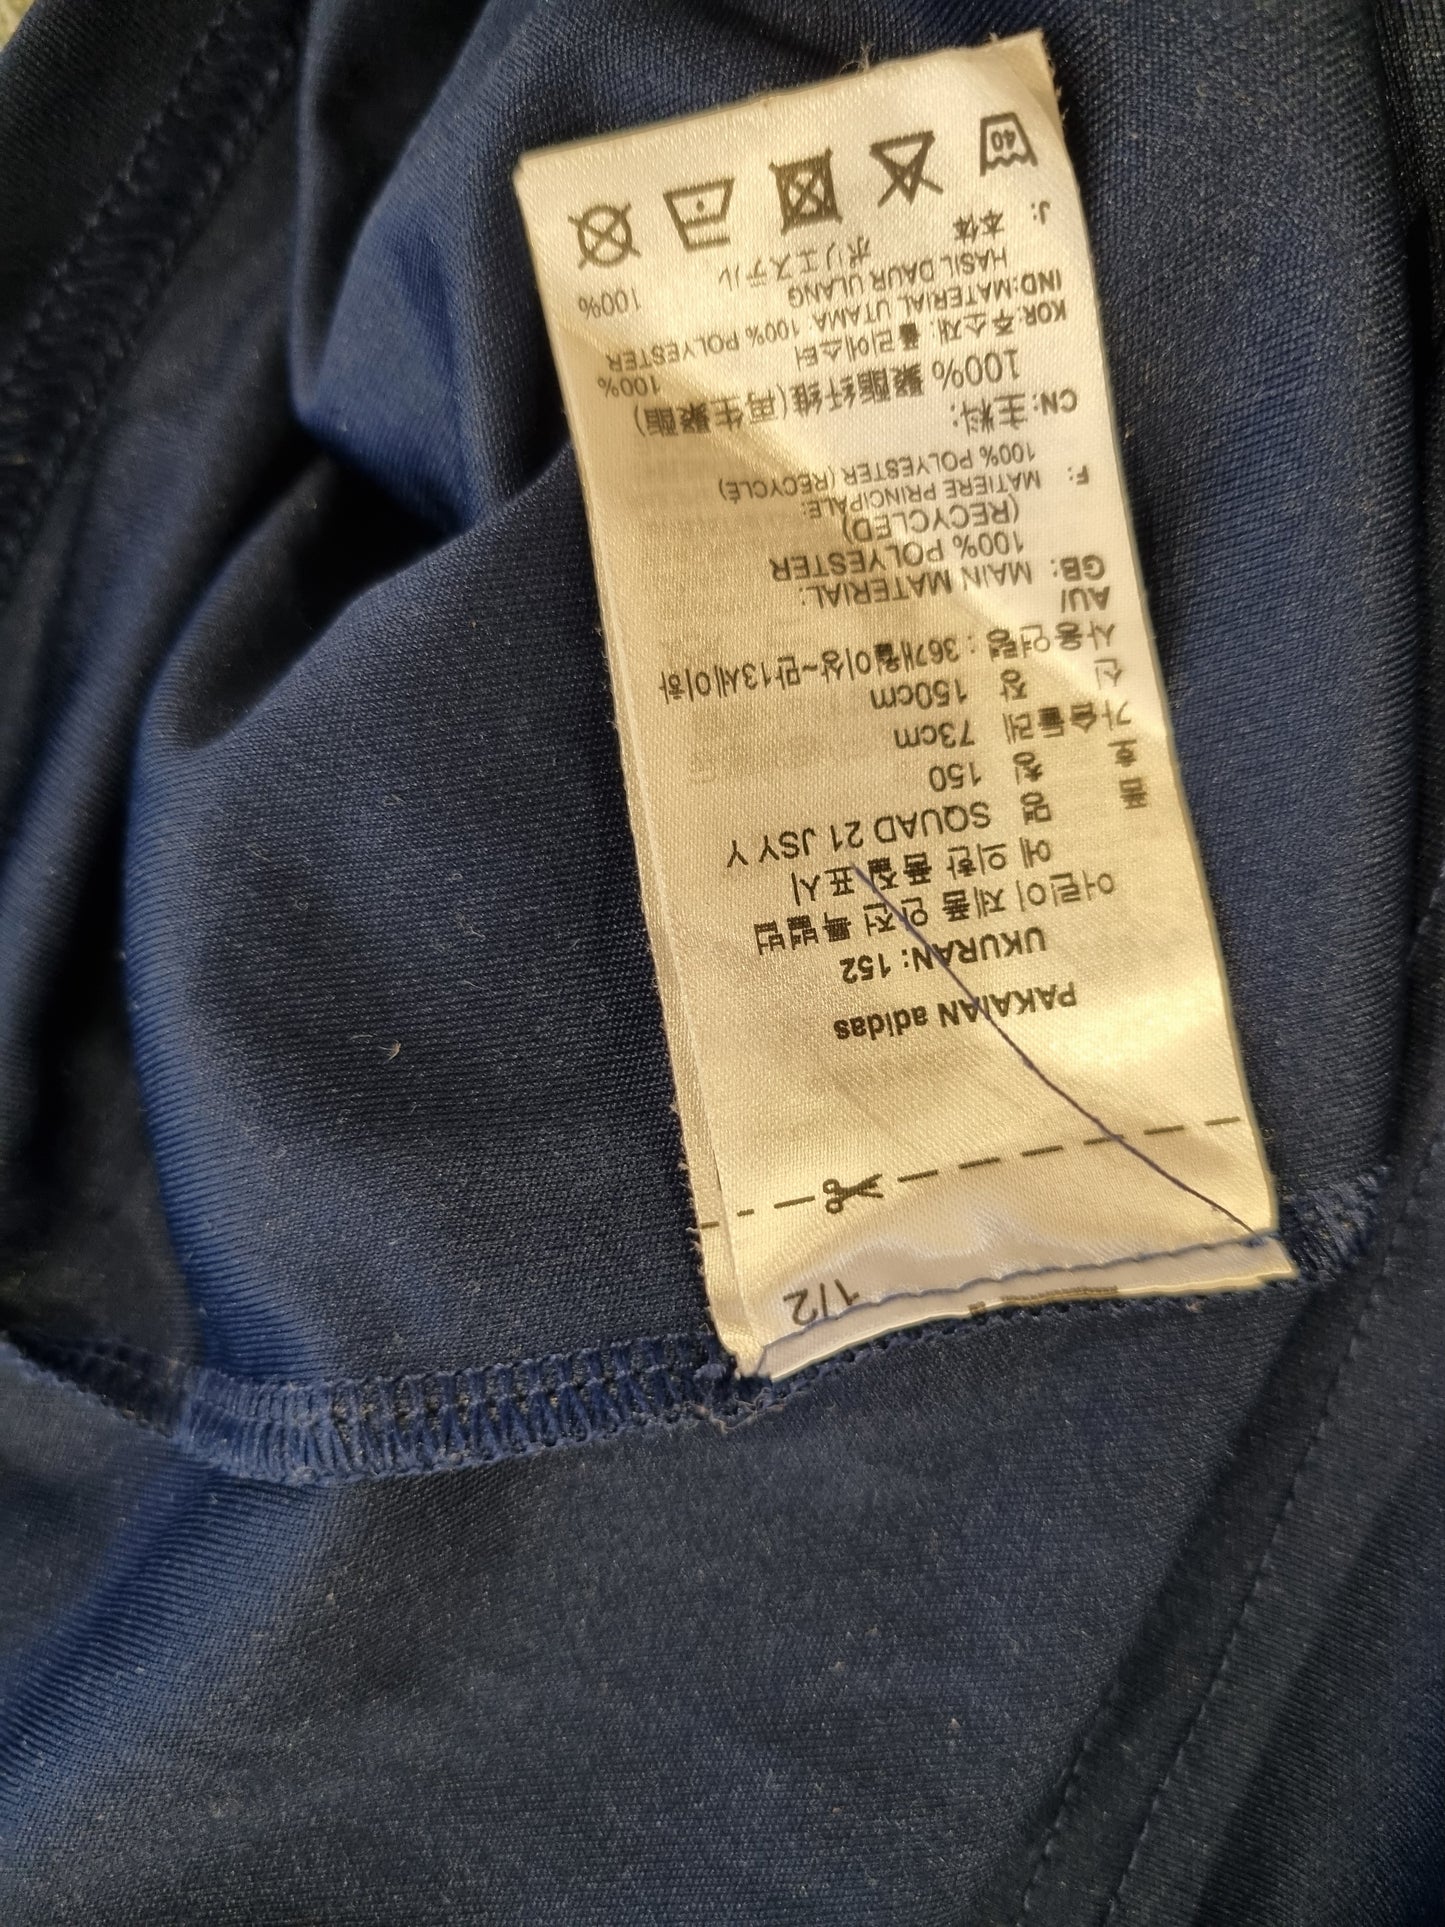 1/2
PAKAIAN adidas
UKURAN: 152
어린이제품 안전 특별법
에 의한 품질 표시
품 명 SQUAD 21 JSY Y
호 칭 150
가슴둘레 73cm
신 장 150cm
사용연령 : 36개월이상~만13세이하
AU/
GB: MAIN MATERIAL:
100% POLYESTER
(RECYCLED)
F: MATIERE PRINCIPALE:
100% POLYESTER (RECYCLÉ)
CN: 主料:
100% 聚酯纤维(再生聚酯)
KOR: 주소재: 폴리에스터 100%
IND: MATERIAL UTAMA: 100% POLYESTER
HASIL DAUR ULANG
J: 本体 ポリエステル 100%
40